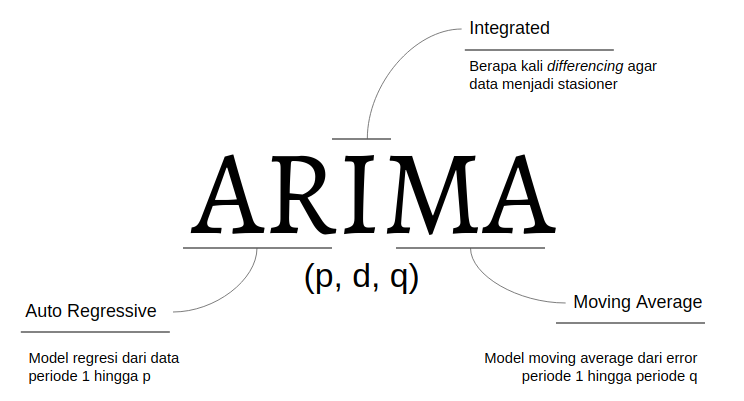 Integrated
Berapa kali differencing agar
data menjadi stasioner
ARIMA
(p, d, q)
Auto Regressive
Model regresi dari data
periode 1 hingga p
Moving Average
Model moving average dari error
periode 1 hingga periode q